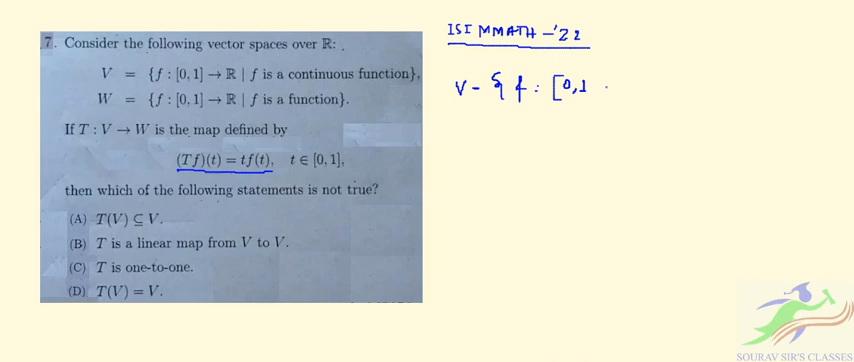 7. Consider the following vector spaces over ℝ:
V = {f : [0, 1] → ℝ | f is a continuous function},
W = {f : [0, 1] → ℝ | f is a function}.
If T : V → W is the map defined by
(Tf)(t) = tf(t), t ∈ [0, 1],
then which of the following statements is not true?
(A) T(V) ⊆ V.
(B) T is a linear map from V to V.
(C) T is one-to-one.
(D) T(V) = V.
ISI MMATH - '22
V - { f : [0,1
SOURAV SIR'S CLASSES